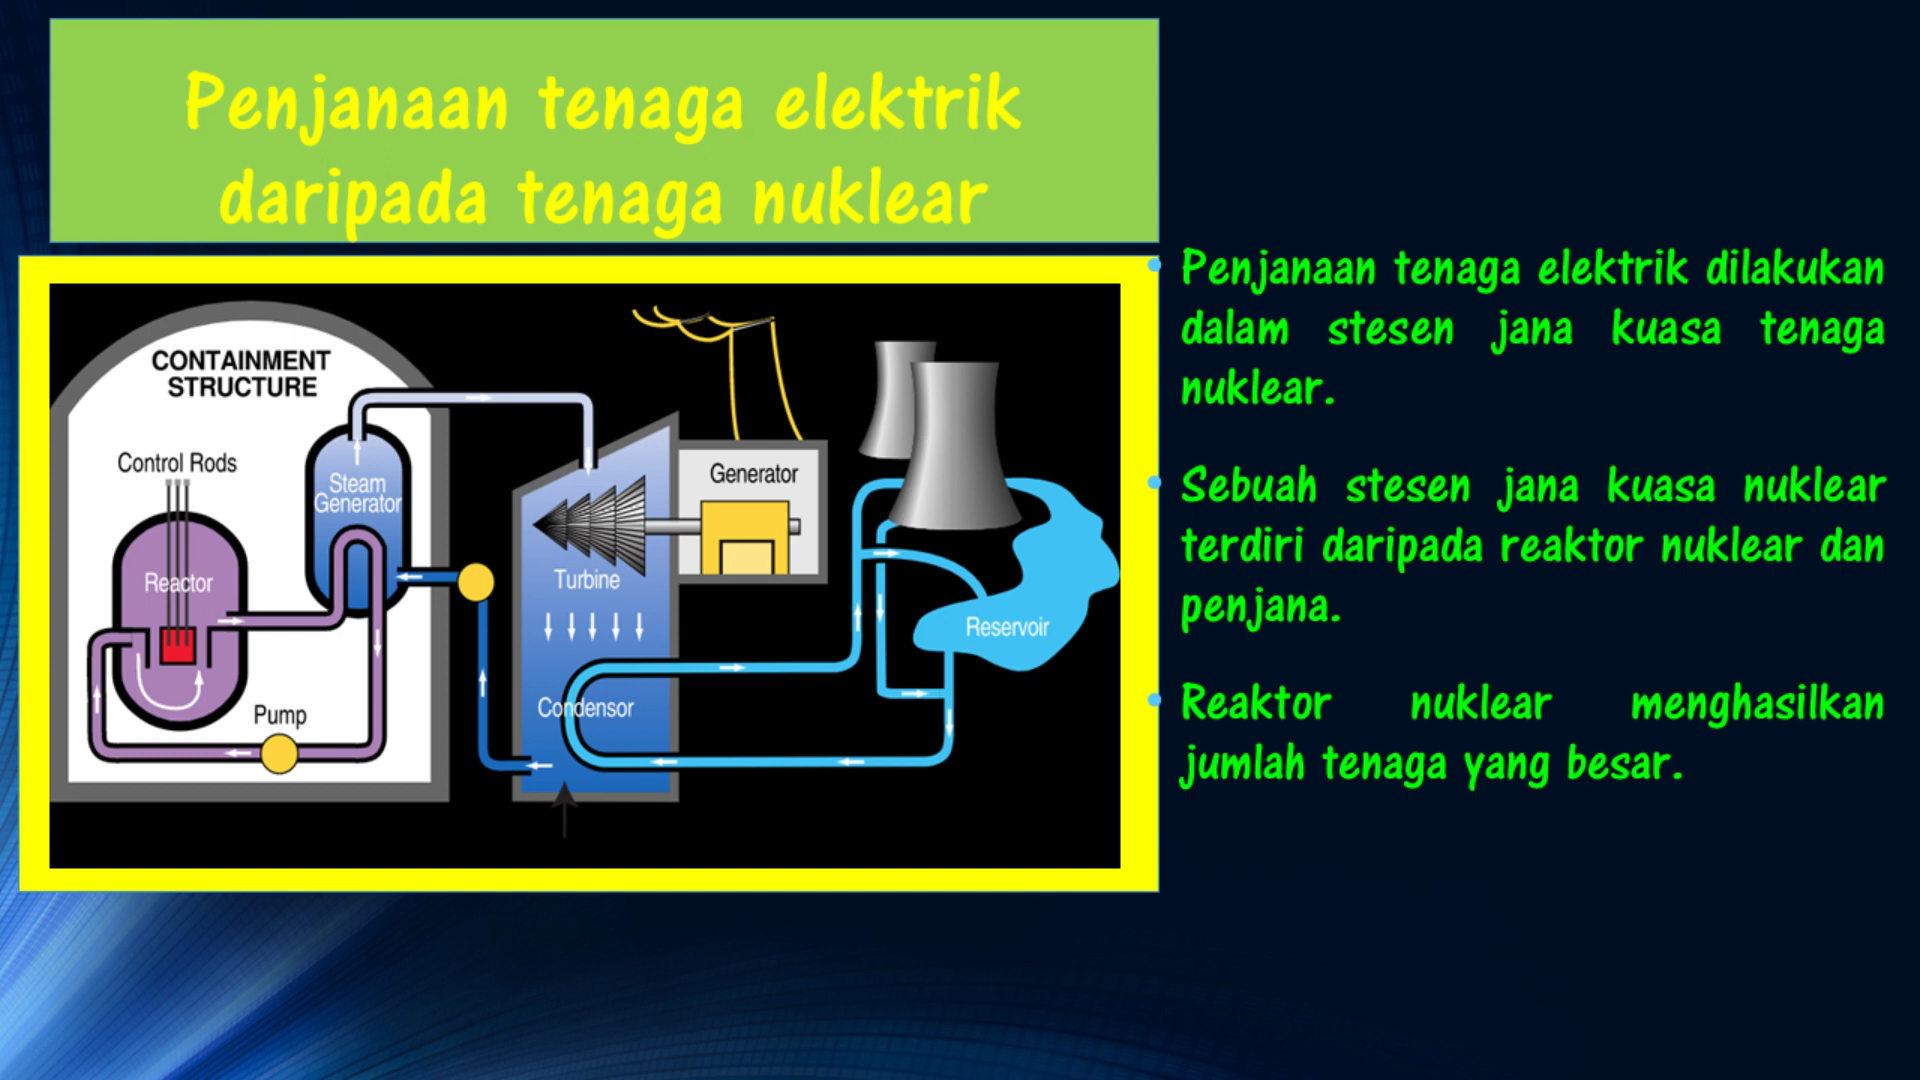 Penjanaan tenaga elektrik
daripada tenaga nuklear
CONTAINMENT
STRUCTURE
Control Rods
Steam
Generator
Reactor
Pump
Generator
Turbine
Condensor
Reservoir
Penjanaan tenaga elektrik dilakukan
dalam stesen jana kuasa tenaga
nuklear.
Sebuah stesen jana kuasa nuklear
terdiri daripada reaktor nuklear dan
penjana.
Reaktor nuklear menghasilkan
jumlah tenaga yang besar.